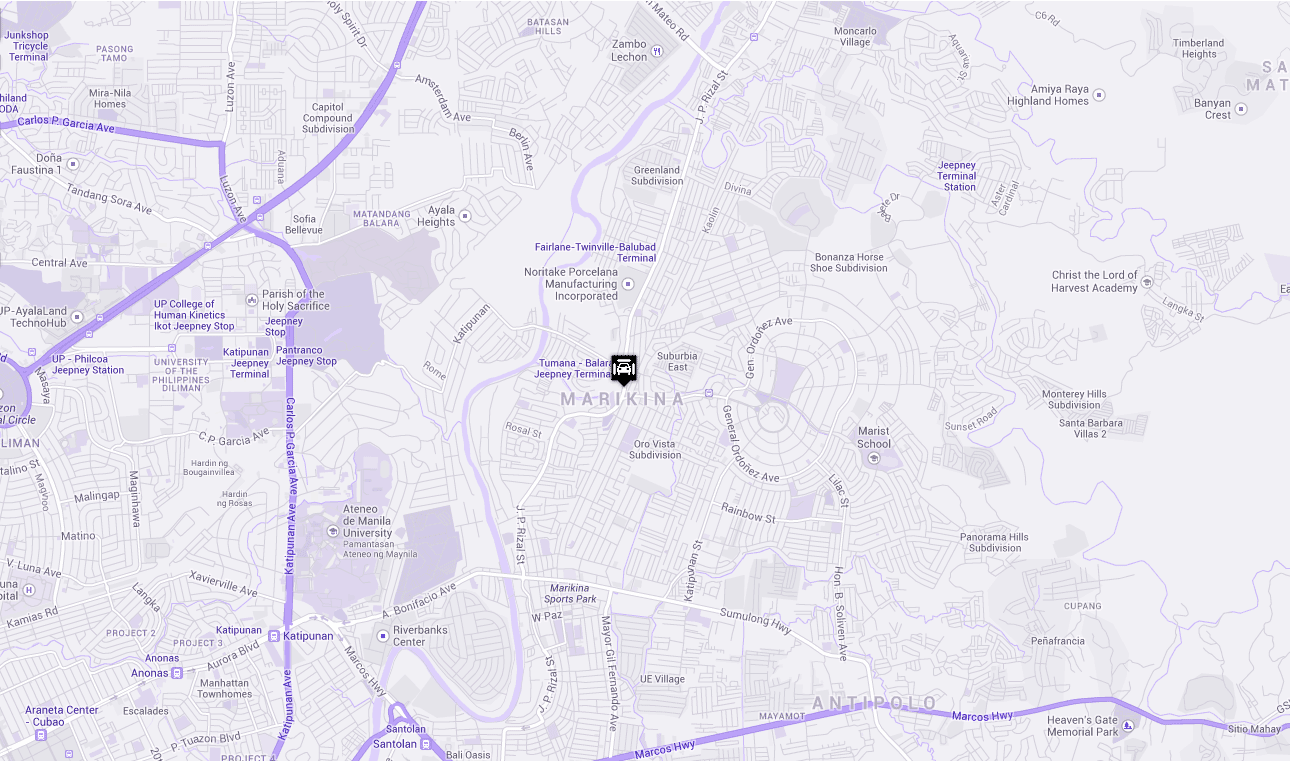 Holy Spirit Dr
BATASAN
HILLS
San Mateo Rd
C6 Rd
Junkshop
Tricycle
Terminal
PASONG
TAMO
Zambo
Lechon
Moncarlo
Village
Aquarius St
Timberland
Heights
SA
MAT
Luzon Ave
Amsterdam Ave
J. P. Rizal St
Mira-Nila
Homes
Capitol
Compound
Subdivision
Amiya Raya
Highland Homes
Banyan
Crest
hiland
ODA
Carlos P. Garcia Ave
Berlin Ave
Doña
Faustina 1
Aduana
Greenland
Subdivision
Jeepney
Terminal
Station
Tandang Sora Ave
Luzon Ave
Divina
Aster
Cardinal
ete Dr
Sofia
Bellevue
MATANDANG
BALARA
Ayala
Heights
Kaolin
Fairlane-Twinville-Balubad
Terminal
Central Ave
Noritake Porcelana
Manufacturing
Incorporated
Bonanza Horse
Shoe Subdivision
Christ the Lord of
Harvest Academy
Ea
UP-AyalaLand
TechnoHub
UP College of
Human Kinetics
Ikot Jeepney Stop
Parish of the
Holy Sacrifice
Jeepney
Stop
Katipunan
Langka St
Gen. Ordoñez Ave
UP - Philcoa
Jeepney Station
Katipunan
Jeepney
Terminal
Pantranco
Jeepney Stop
UNIVERSITY
OF THE
PHILIPPINES
DILIMAN
Rome
Tumana - Balara
Jeepney Terminal
Suburbia
East
Masaya
zon
al Circle
MARIKINA
Monterey Hills
Subdivision
Santa Barbara
Villas 2
Sunset Road
LIMAN
C.P. Garcia Ave
Carlos P. Garcia Ave
Rosal St
Oro Vista
Subdivision
General Ordoñez Ave
Marist
School
talino St
Hardin ng
Bougainvillea
Maginhawa
Malingap
Hardin
ng Rosas
Lilac St
Matino
Katipunan Ave
Ateneo
de Manila
University
Pamantasan
Ateneo ng Maynila
J. P. Rizal St
Rainbow St
Panorama Hills
Subdivision
V. Luna Ave
una
pital
Xavierville Ave
Langka
Kamias Rd
A. Bonifacio Ave
Marikina
Sports Park
Katipunan St
Sumulong Hwy
Hon. B. Soliven Ave
CUPANG
W Paz
PROJECT 2
PROJECT 3
Katipunan
Katipunan
Riverbanks
Center
Peñafrancia
Anonas
Anonas
Aurora Blvd
Marcos Hwy
Mayor Gil Fernando Ave
J. P. Rizal St
UE Village
Manhattan
Townhomes
Katipunan Ave
ANTIPOLO
Araneta Center
- Cubao
Escalades
MAYAMOT
Marcos Hwy
Heaven's Gate
Memorial Park
Sitio Mahay
P. Tuazon Blvd
Santolan
Santolan
Bali Oasis
Marcos Hwy
PROJECT 4